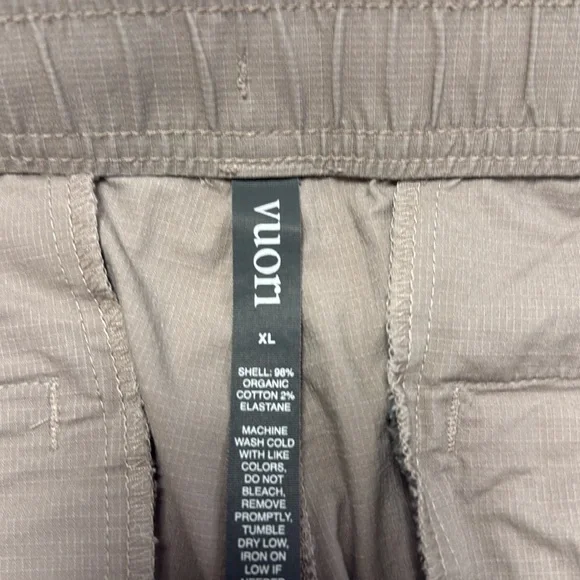 vuori
XL
SHELL: 98%
ORGANIC
COTTON 2%
ELASTANE
MACHINE
WASH COLD
WITH LIKE
COLORS,
DO NOT
BLEACH,
REMOVE
PROMPTLY,
TUMBLE
DRY LOW,
IRON ON
LOW IF